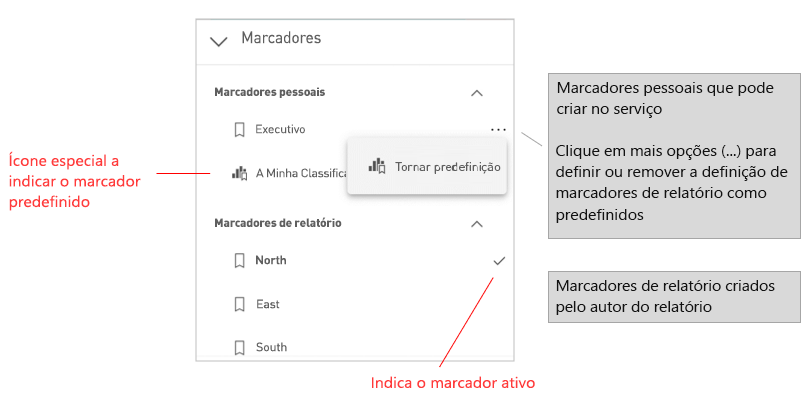 Marcadores
Marcadores pessoais
Executivo
...
A Minha Classifica
Tornar predefinição
Marcadores de relatório
North
East
South
Ícone especial a
indicar o marcador
predefinido
Indica o marcador ativo
Marcadores pessoais que pode
criar no serviço
Clique em mais opções (...) para
definir ou remover a definição de
marcadores de relatório como
predefinidos
Marcadores de relatório criados
pelo autor do relatório